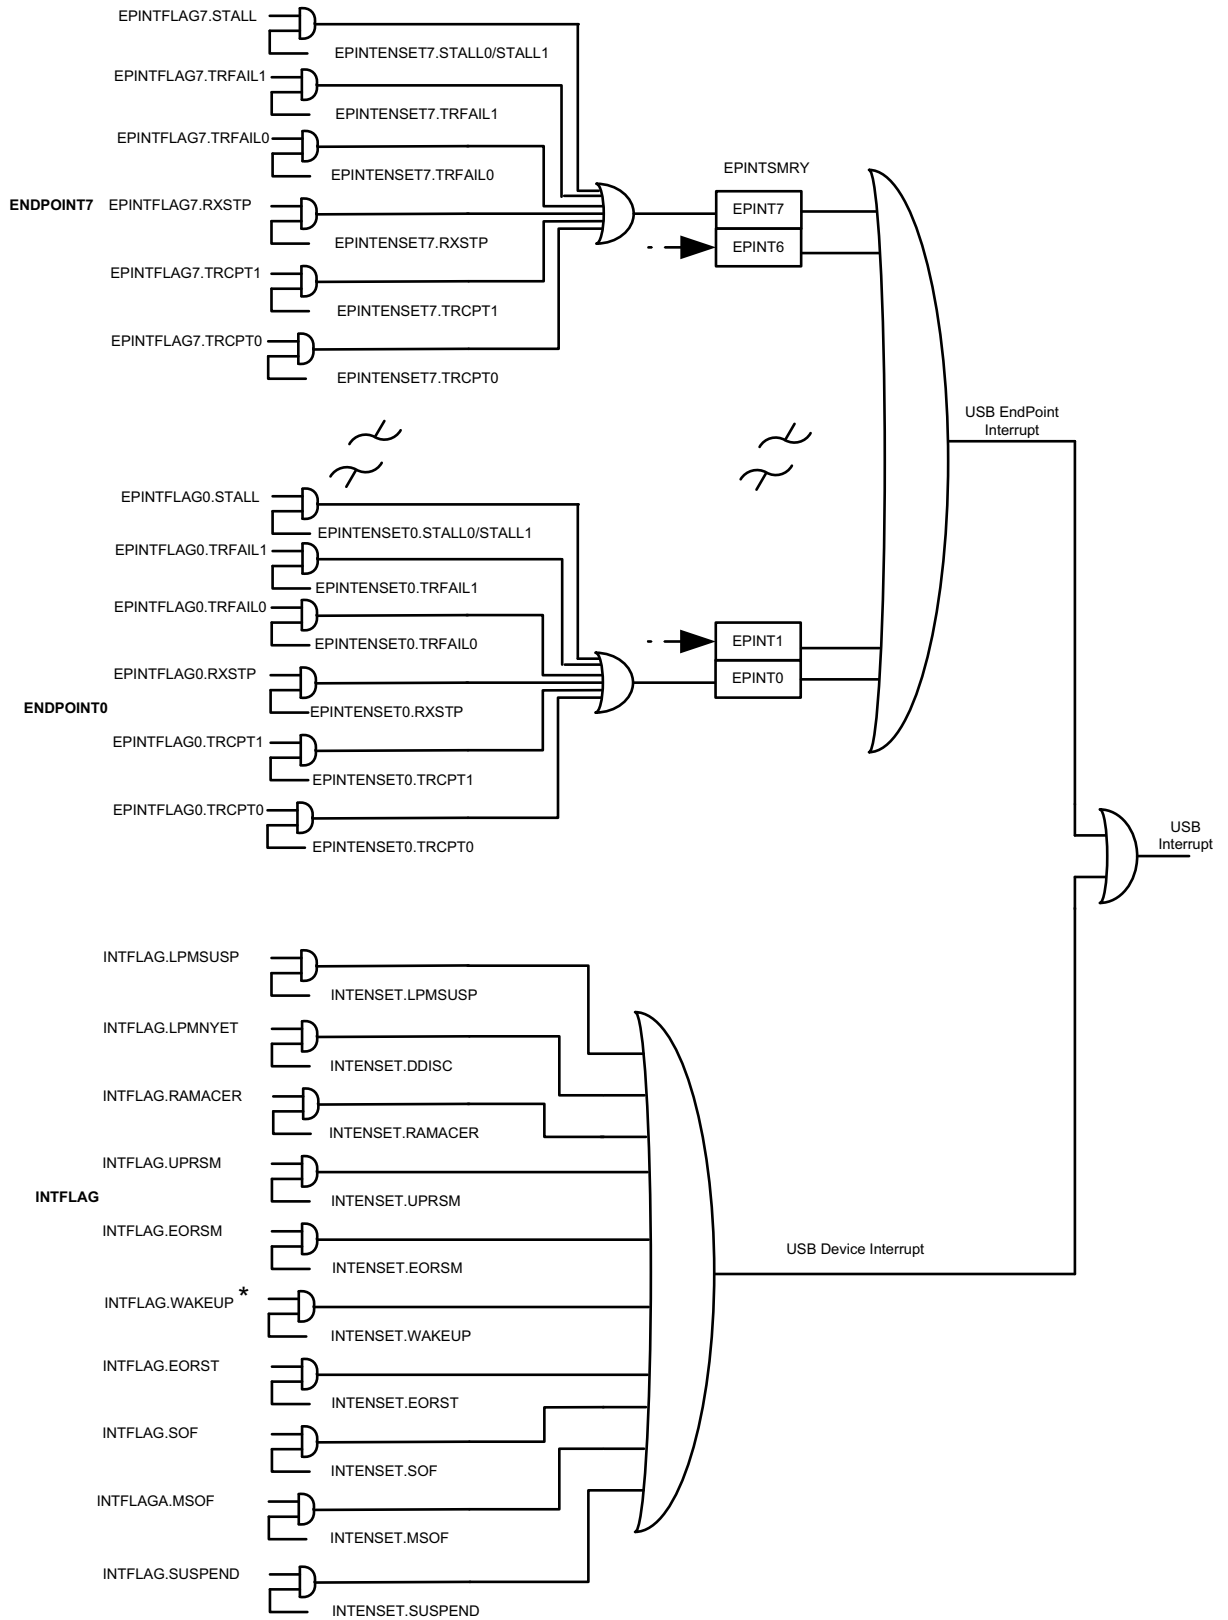 EPINTFLAG7.STALL
EPINTENSET7.STALL0/STALL1
EPINTFLAG7.TRFAIL1
EPINTENSET7.TRFAIL1
EPINTFLAG7.TRFAIL0
EPINTENSET7.TRFAIL0
EPINTSMRY
ENDPOINT7
EPINTFLAG7.RXSTP
EPINT7
EPINTENSET7.RXSTP
EPINT6
EPINTFLAG7.TRCPT1
EPINTENSET7.TRCPT1
EPINTFLAG7.TRCPT0
EPINTENSET7.TRCPT0
USB EndPoint
Interrupt
EPINTFLAG0.STALL
EPINTENSET0.STALL0/STALL1
EPINTFLAG0.TRFAIL1
EPINTENSET0.TRFAIL1
EPINTFLAG0.TRFAIL0
EPINTENSET0.TRFAIL0
EPINT1
EPINTFLAG0.RXSTP
EPINT0
ENDPOINT0
EPINTENSET0.RXSTP
EPINTFLAG0.TRCPT1
EPINTENSET0.TRCPT1
EPINTFLAG0.TRCPT0
EPINTENSET0.TRCPT0
USB
Interrupt
INTFLAG.LPMSUSP
INTENSET.LPMSUSP
INTFLAG.LPMNYET
INTENSET.DDISC
INTFLAG.RAMACER
INTENSET.RAMACER
INTFLAG.UPRSM
INTFLAG
INTENSET.UPRSM
INTFLAG.EORSM
USB Device Interrupt
INTENSET.EORSM
INTFLAG.WAKEUP *
INTENSET.WAKEUP
INTFLAG.EORST
INTENSET.EORST
INTFLAG.SOF
INTENSET.SOF
INTFLAGA.MSOF
INTENSET.MSOF
INTFLAG.SUSPEND
INTENSET.SUSPEND